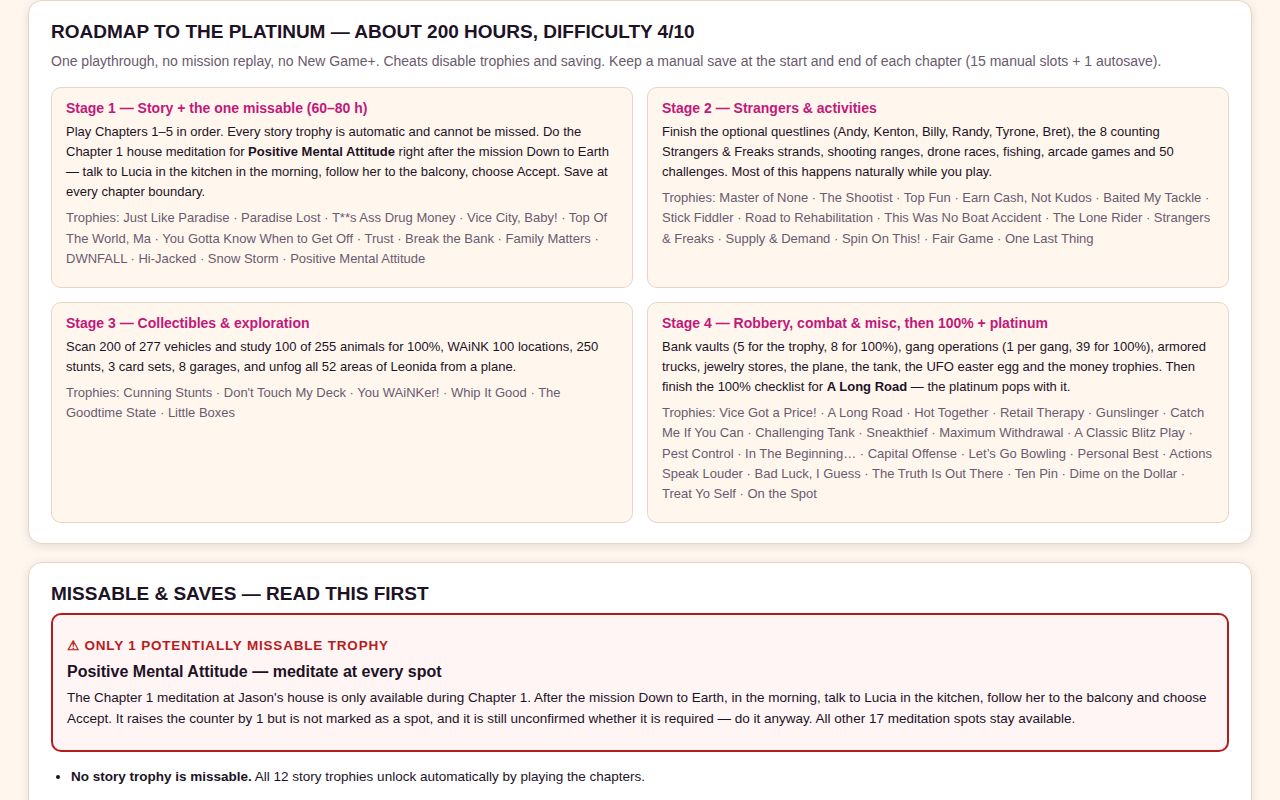 ROADMAP TO THE PLATINUM — ABOUT 200 HOURS, DIFFICULTY 4/10
One playthrough, no mission replay, no New Game+. Cheats disable trophies and saving. Keep a manual save at the start and end of each chapter (15 manual slots + 1 autosave).
Stage 1 — Story + the one missable (60–80 h)
Play Chapters 1–5 in order. Every story trophy is automatic and cannot be missed. Do the
Chapter 1 house meditation for Positive Mental Attitude right after the mission Down to Earth
— talk to Lucia in the kitchen in the morning, follow her to the balcony, choose Accept. Save at
every chapter boundary.
Trophies: Just Like Paradise · Paradise Lost · T**s Ass Drug Money · Vice City, Baby! · Top Of
The World, Ma · You Gotta Know When to Get Off · Trust · Break the Bank · Family Matters ·
DWNFALL · Hi-Jacked · Snow Storm · Positive Mental Attitude
Stage 2 — Strangers & activities
Finish the optional questlines (Andy, Kenton, Billy, Randy, Tyrone, Bret), the 8 counting
Strangers & Freaks strands, shooting ranges, drone races, fishing, arcade games and 50
challenges. Most of this happens naturally while you play.
Trophies: Master of None · The Shootist · Top Fun · Earn Cash, Not Kudos · Baited My Tackle ·
Stick Fiddler · Road to Rehabilitation · This Was No Boat Accident · The Lone Rider · Strangers
& Freaks · Supply & Demand · Spin On This! · Fair Game · One Last Thing
Stage 3 — Collectibles & exploration
Scan 200 of 277 vehicles and study 100 of 255 animals for 100%, WAiNK 100 locations, 250
stunts, 3 card sets, 8 garages, and unfog all 52 areas of Leonida from a plane.
Trophies: Cunning Stunts · Don't Touch My Deck · You WAiNKer! · Whip It Good · The
Goodtime State · Little Boxes
Stage 4 — Robbery, combat & misc, then 100% + platinum
Bank vaults (5 for the trophy, 8 for 100%), gang operations (1 per gang, 39 for 100%), armored
trucks, jewelry stores, the plane, the tank, the UFO easter egg and the money trophies. Then
finish the 100% checklist for A Long Road — the platinum pops with it.
Trophies: Vice Got a Price! · A Long Road · Hot Together · Retail Therapy · Gunslinger · Catch
Me If You Can · Challenging Tank · Sneakthief · Maximum Withdrawal · A Classic Blitz Play ·
Pest Control · In The Beginning… · Capital Offense · Let’s Go Bowling · Personal Best · Actions
Speak Louder · Bad Luck, I Guess · The Truth Is Out There · Ten Pin · Dime on the Dollar ·
Treat Yo Self · On the Spot
MISSABLE & SAVES — READ THIS FIRST
⚠ ONLY 1 POTENTIALLY MISSABLE TROPHY
Positive Mental Attitude — meditate at every spot
The Chapter 1 meditation at Jason's house is only available during Chapter 1. After the mission Down to Earth, in the morning, talk to Lucia in the kitchen, follow her to the balcony and choose
Accept. It raises the counter by 1 but is not marked as a spot, and it is still unconfirmed whether it is required — do it anyway. All other 17 meditation spots stay available.
• No story trophy is missable. All 12 story trophies unlock automatically by playing the chapters.